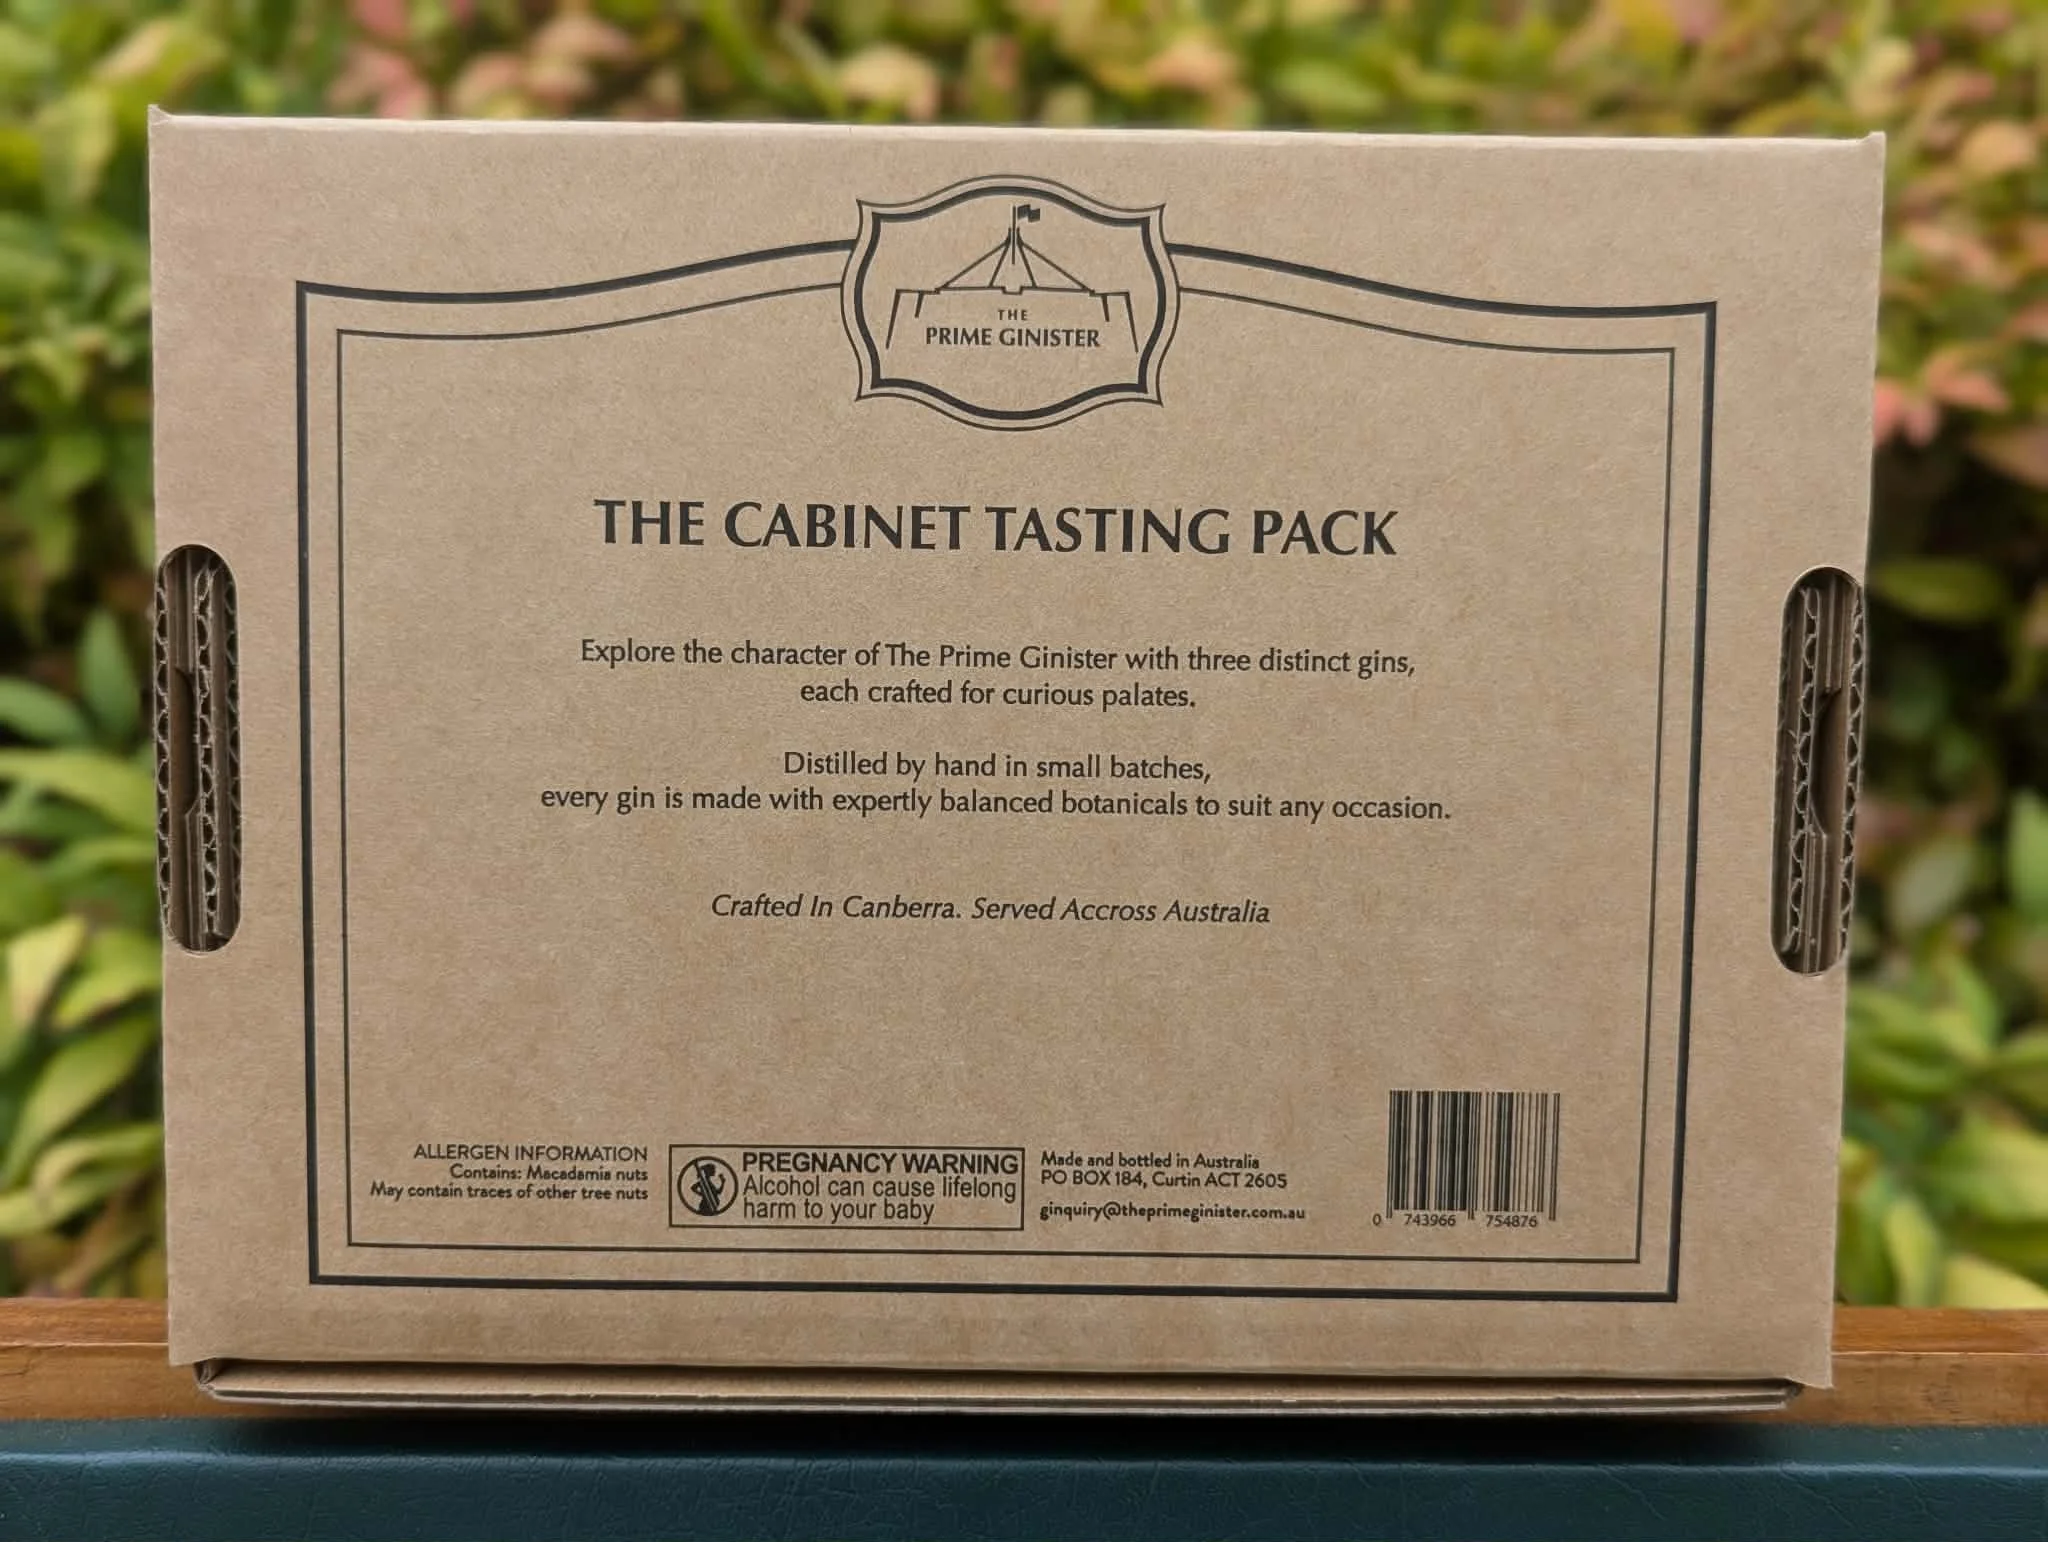 THE
PRIME GINISTER
THE CABINET TASTING PACK
Explore the character of The Prime Ginister with three distinct gins,
each crafted for curious palates.
Distilled by hand in small batches,
every gin is made with expertly balanced botanicals to suit any occasion.
Crafted In Canberra. Served Accross Australia
ALLERGEN INFORMATION
Contains: Macadamia nuts
May contain traces of other tree nuts
PREGNANCY WARNING
Alcohol can cause lifelong
harm to your baby
Made and bottled in Australia
PO BOX 184, Curtin ACT 2605
ginquiry@theprimeginister.com.au
0 743966 754876